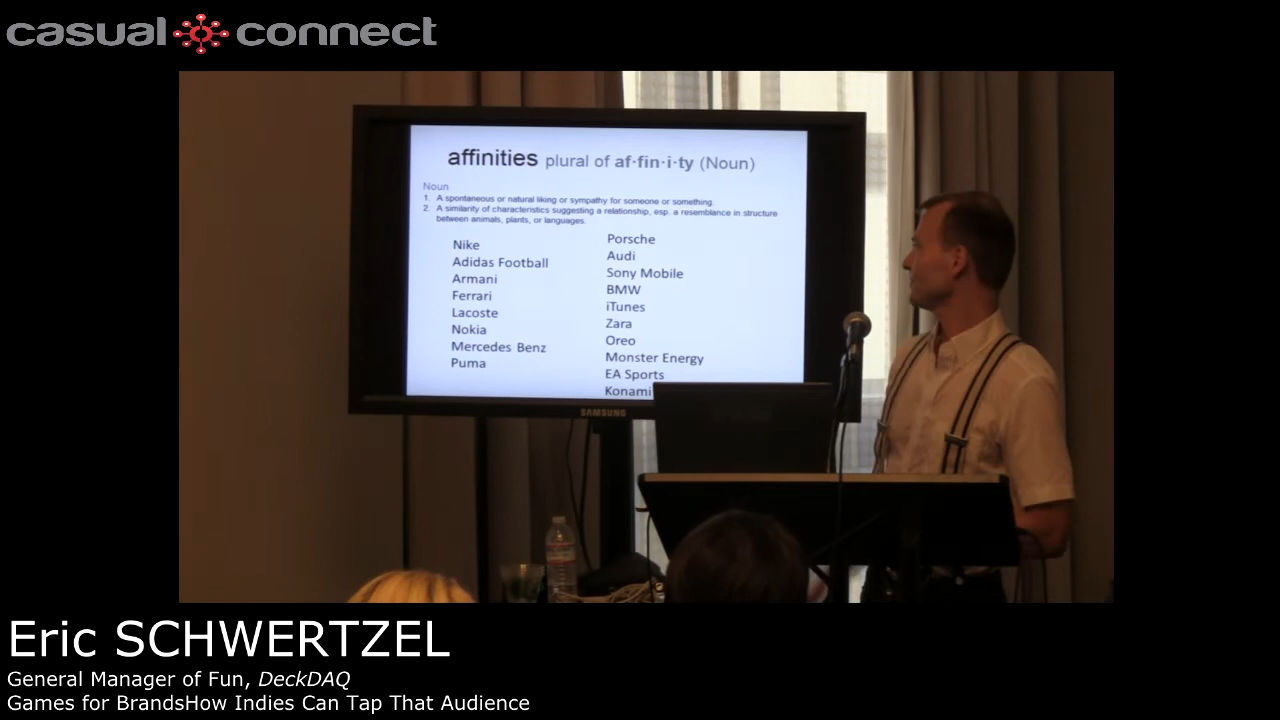 casual connect
affinities plural of af·fin·i·ty (Noun)
Noun
1. A spontaneous or natural liking or sympathy for someone or something.
2. A similarity of characteristics suggesting a relationship, esp. a resemblance in structure
between animals, plants, or languages.
Nike
Adidas Football
Armani
Ferrari
Lacoste
Nokia
Mercedes Benz
Puma
Porsche
Audi
Sony Mobile
BMW
iTunes
Zara
Oreo
Monster Energy
EA Sports
Konami
SAMSUNG
Eric SCHWERTZEL
General Manager of Fun, DeckDAQ
Games for BrandsHow Indies Can Tap That Audience